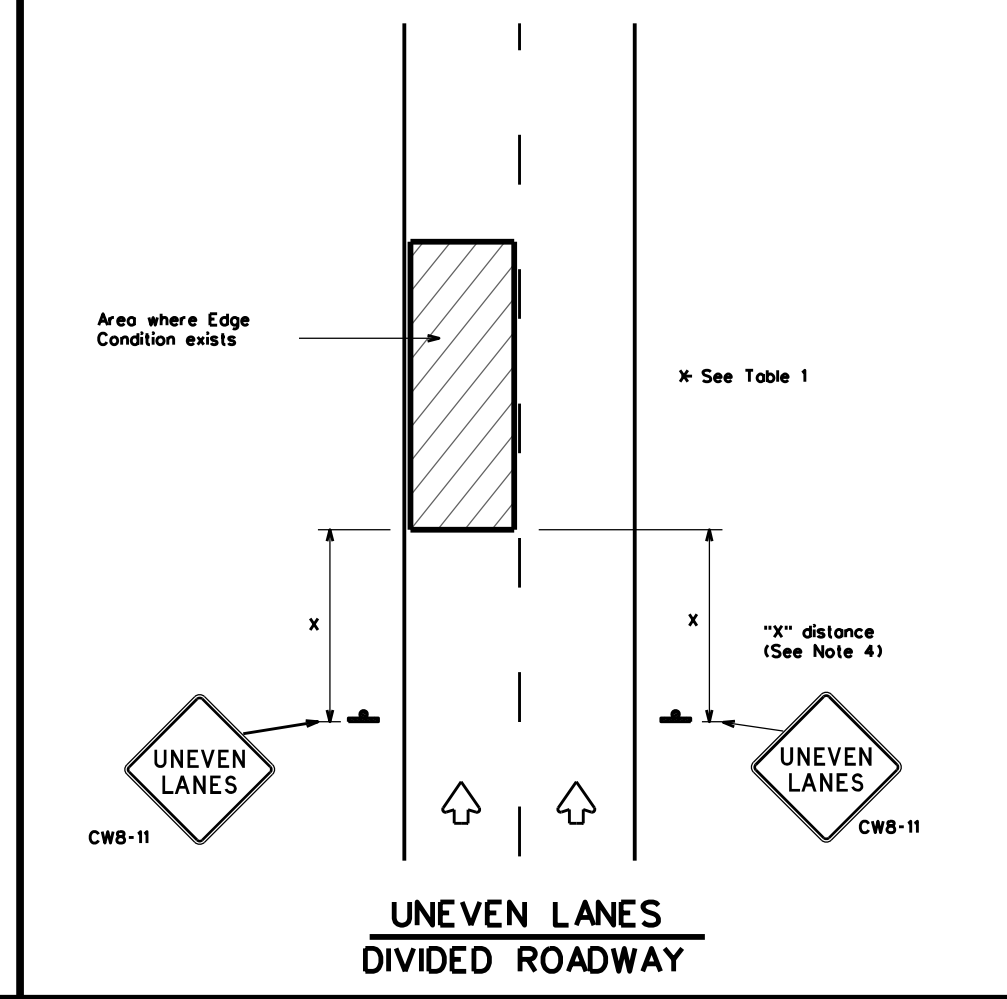 Area where Edge
Condition exists
X- See Table 1
X
X
"X" distance
(See Note 4)
UNEVEN
LANES
CW8-11
UNEVEN
LANES
CW8-11
UNEVEN LANES
DIVIDED ROADWAY